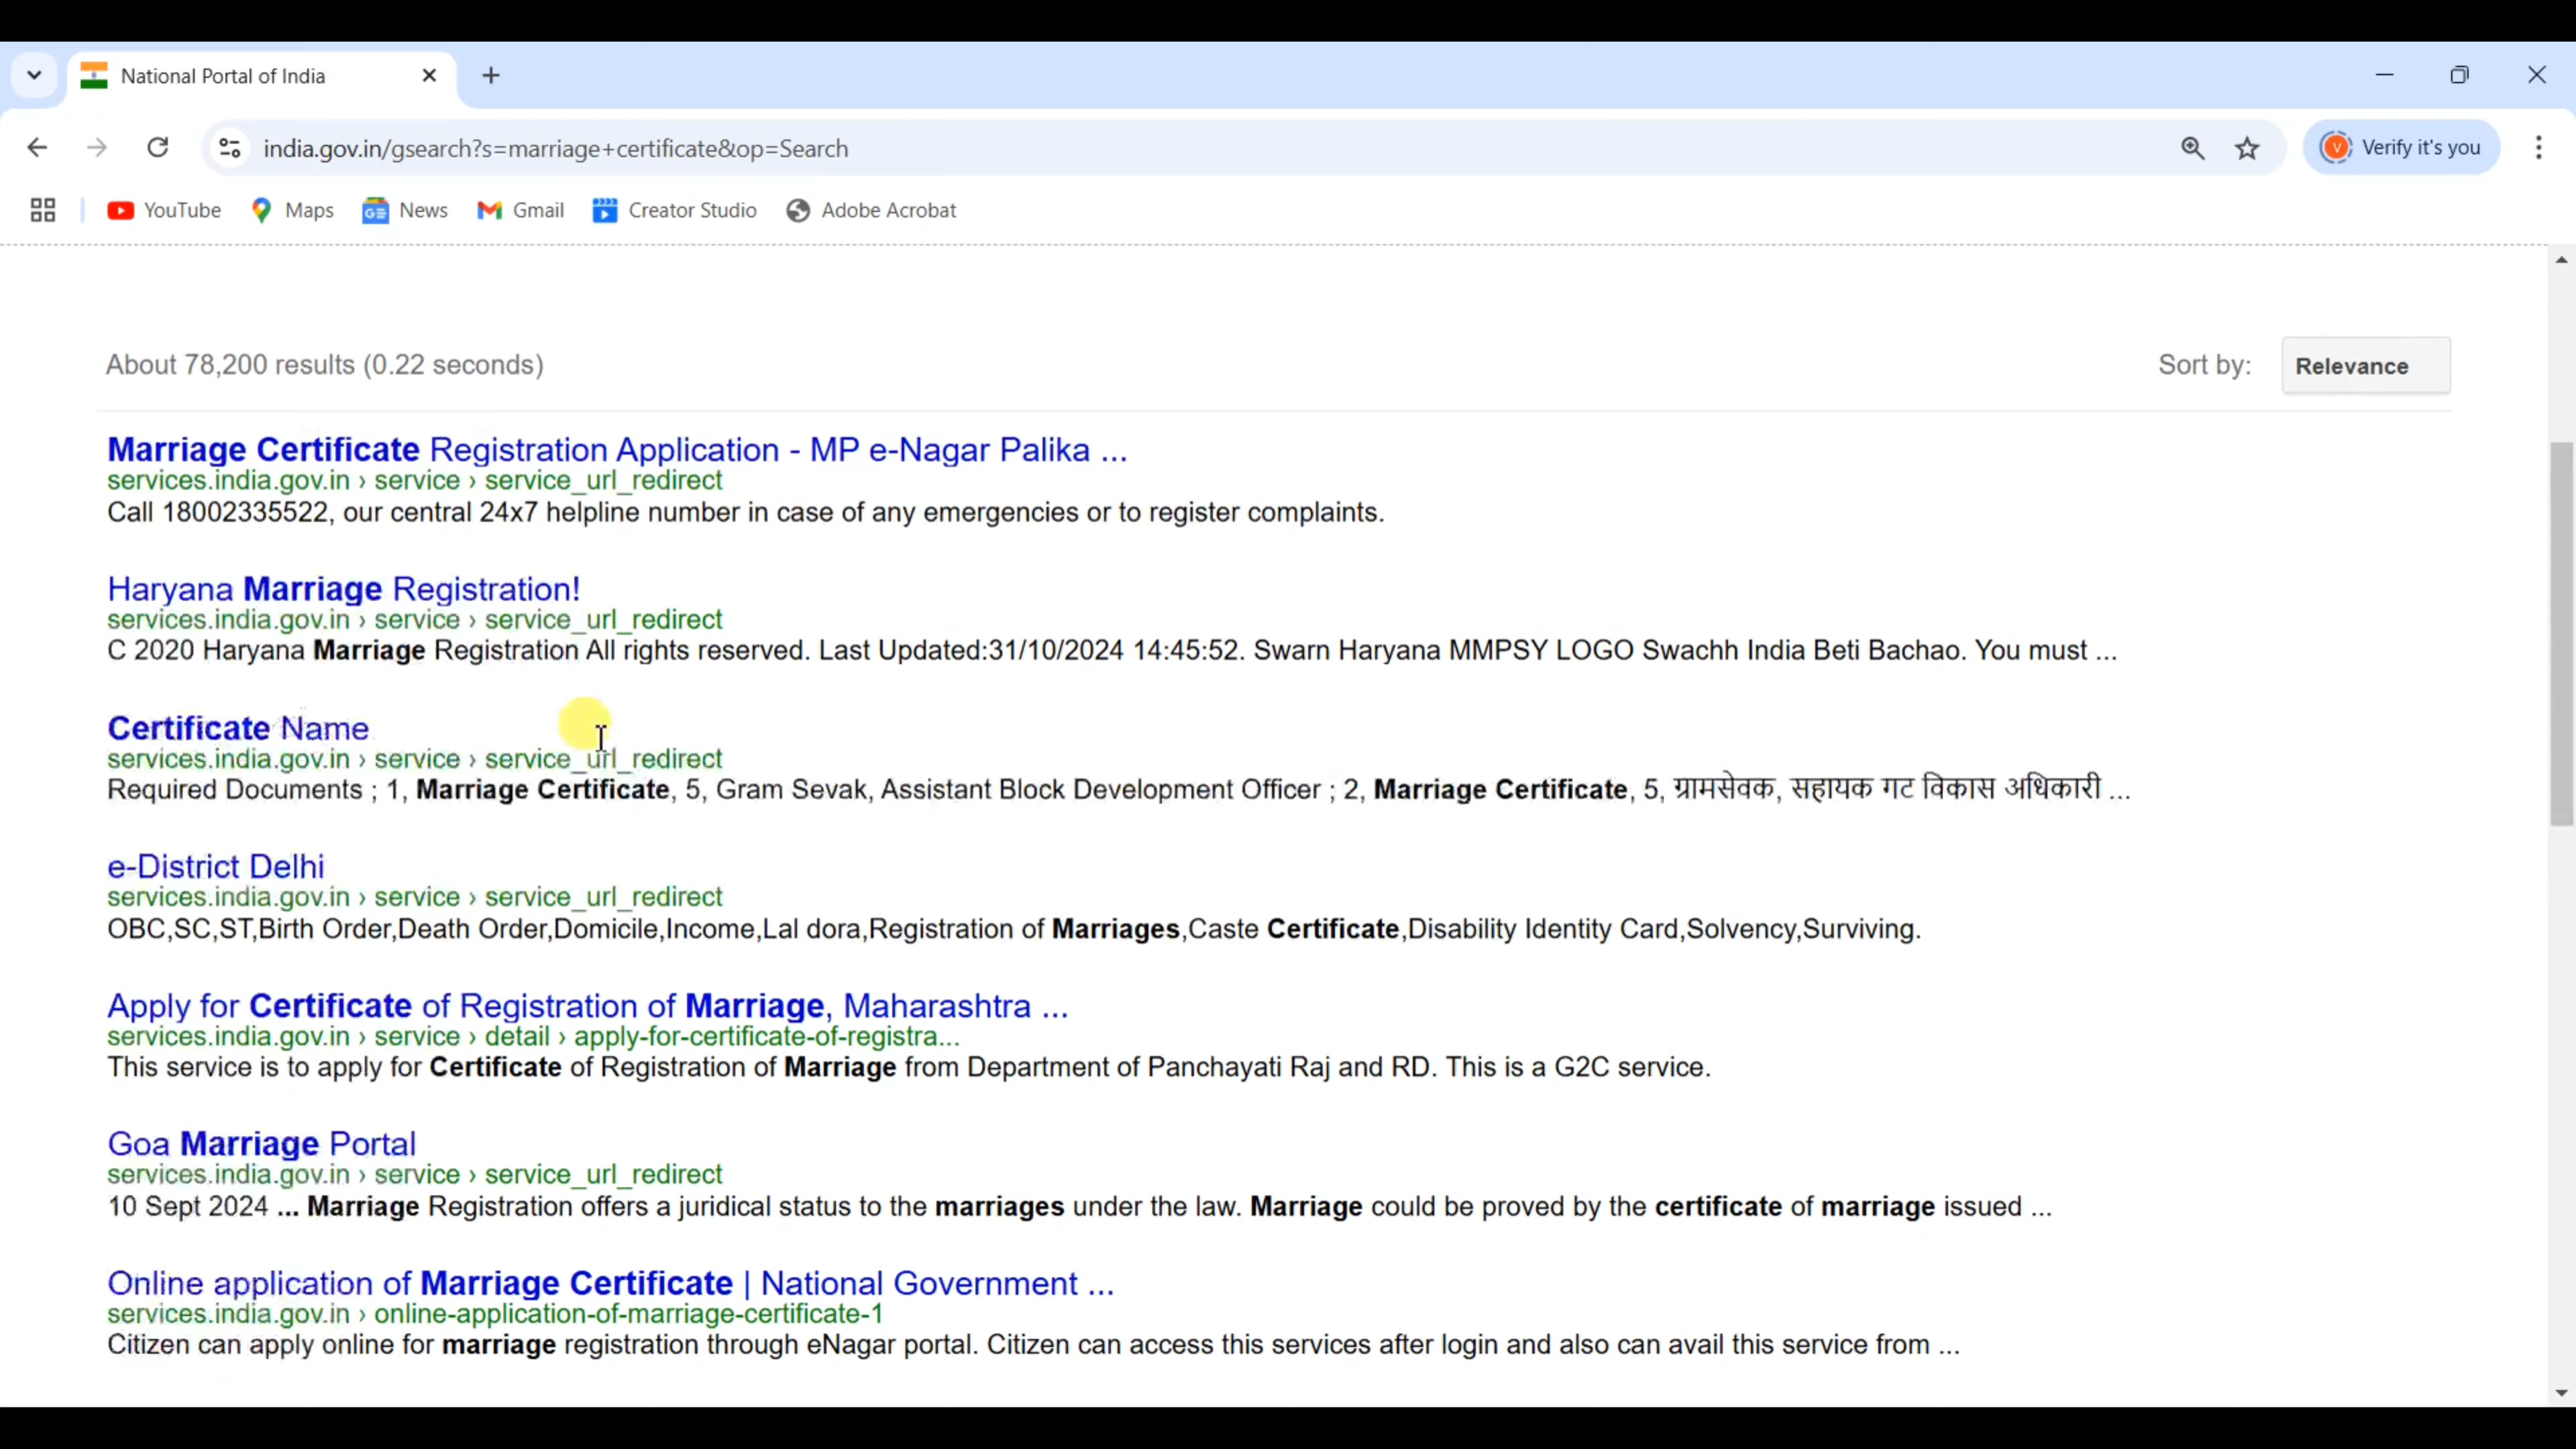 National Portal of India
india.gov.in/gsearch?s=marriage+certificate&op=Search
Verify it's you
YouTube Maps News Gmail Creator Studio Adobe Acrobat
About 78,200 results (0.22 seconds) Sort by: Relevance
Marriage Certificate Registration Application - MP e-Nagar Palika ...
services.india.gov.in › service › service_url_redirect
Call 18002335522, our central 24x7 helpline number in case of any emergencies or to register complaints.
Haryana Marriage Registration!
services.india.gov.in › service › service_url_redirect
C 2020 Haryana Marriage Registration All rights reserved. Last Updated:31/10/2024 14:45:52. Swarn Haryana MMPSY LOGO Swachh India Beti Bachao. You must ...
Certificate Name
services.india.gov.in › service › service_url_redirect
Required Documents ; 1, Marriage Certificate, 5, Gram Sevak, Assistant Block Development Officer ; 2, Marriage Certificate, 5, ग्रामसेवक, सहायक गट विकास अधिकारी ...
e-District Delhi
services.india.gov.in › service › service_url_redirect
OBC,SC,ST,Birth Order,Death Order,Domicile,Income,Lal dora,Registration of Marriages,Caste Certificate,Disability Identity Card,Solvency,Surviving.
Apply for Certificate of Registration of Marriage, Maharashtra ...
services.india.gov.in › service › detail › apply-for-certificate-of-registra...
This service is to apply for Certificate of Registration of Marriage from Department of Panchayati Raj and RD. This is a G2C service.
Goa Marriage Portal
services.india.gov.in › service › service_url_redirect
10 Sept 2024 ... Marriage Registration offers a juridical status to the marriages under the law. Marriage could be proved by the certificate of marriage issued ...
Online application of Marriage Certificate | National Government ...
services.india.gov.in › online-application-of-marriage-certificate-1
Citizen can apply online for marriage registration through eNagar portal. Citizen can access this services after login and also can avail this service from ...